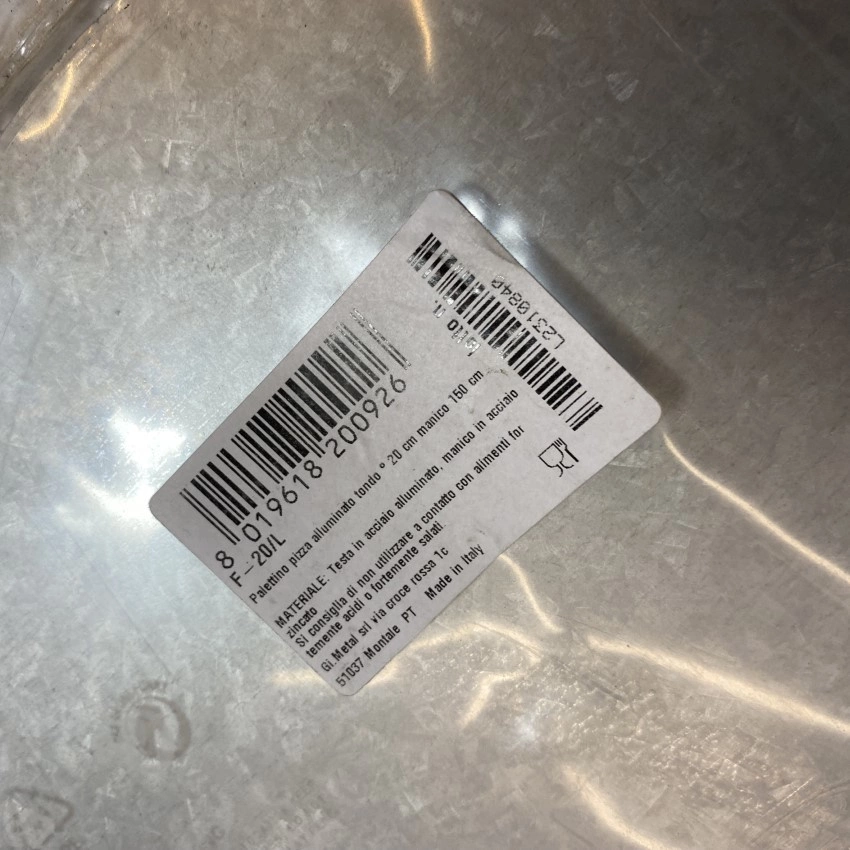 8 019618 200926
F-20/L
Palettino pizza alluminato tondo ° 20 cm manico 150 cm
MATERIALE: Testa in acciaio alluminato, manico in acciaio
zincato
Si consiglia di non utilizzare a contatto con alimenti for
temente acidi o fortemente salati
Gi.Metal srl via croce rossa 1c
51037 Montale PT Made in Italy
L2310840